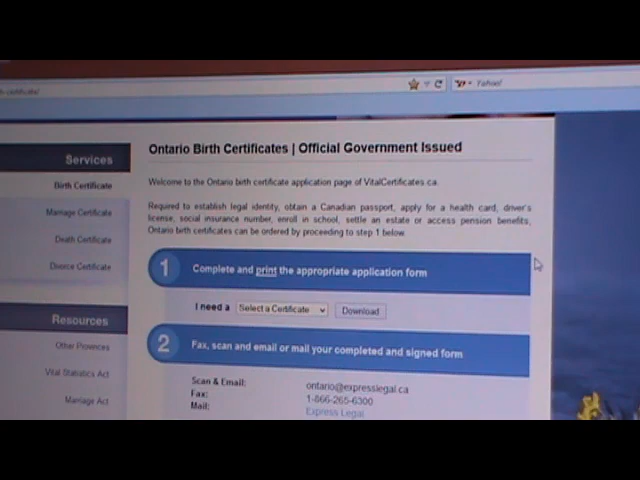 h-certificate/
Yahoo!
Ontario Birth Certificates | Official Government Issued
Services
Birth Certificate
Marriage Certificate
Death Certificate
Divorce Certificate
Resources
Other Provinces
Vital Statistics Act
Marriage Act
Welcome to the Ontario birth certificate application page of VitalCertificates.ca.
Required to establish legal identity, obtain a Canadian passport, apply for a health card, driver's
license, social insurance number, enroll in school, settle an estate or access pension benefits,
Ontario birth certificates can be ordered by proceeding to step 1 below.
1 Complete and print the appropriate application form
I need a Select a Certificate Download
2 Fax, scan and email or mail your completed and signed form
Scan & Email: ontario@expresslegal.ca
Fax: 1-866-265-6300
Mail: Express Legal